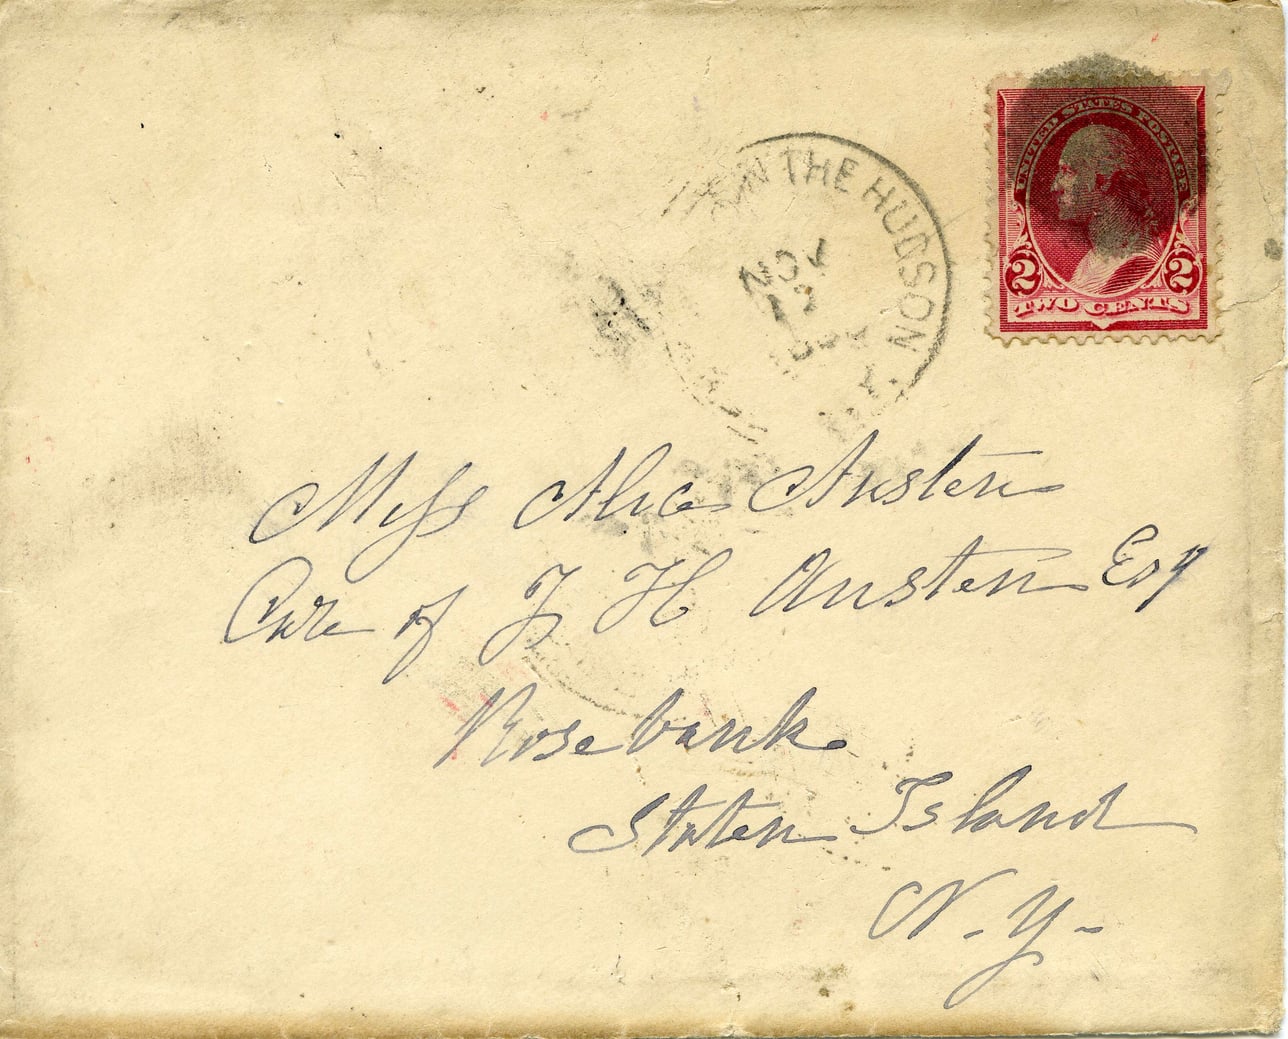 UNITED STATES POSTAGE
2 2
TWO CENTS
THE HUDSON
NOV
Miss Alice Austen
Care of J H Austen Esq
Rosebank
Staten Island
N. Y.